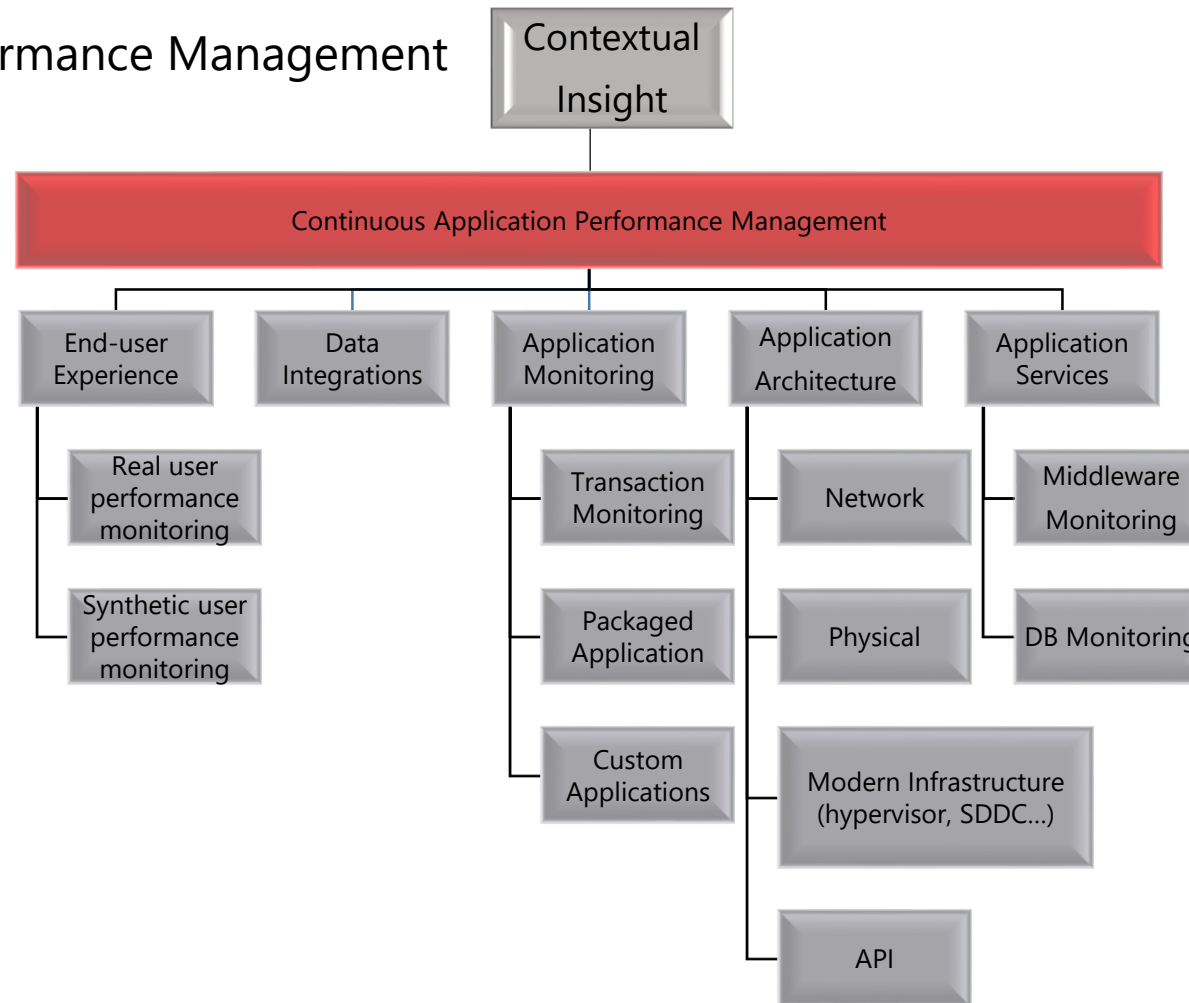 rmance Management
Contextual
Insight
Continuous Application Performance Management
End-user
Experience
Data
Integrations
Application
Monitoring
Application
Architecture
Application
Services
Real user
performance
monitoring
Synthetic user
performance
monitoring
Transaction
Monitoring
Packaged
Application
Custom
Applications
Network
Physical
Modern Infrastructure
(hypervisor, SDDC...)
API
Middleware
Monitoring
DB Monitoring